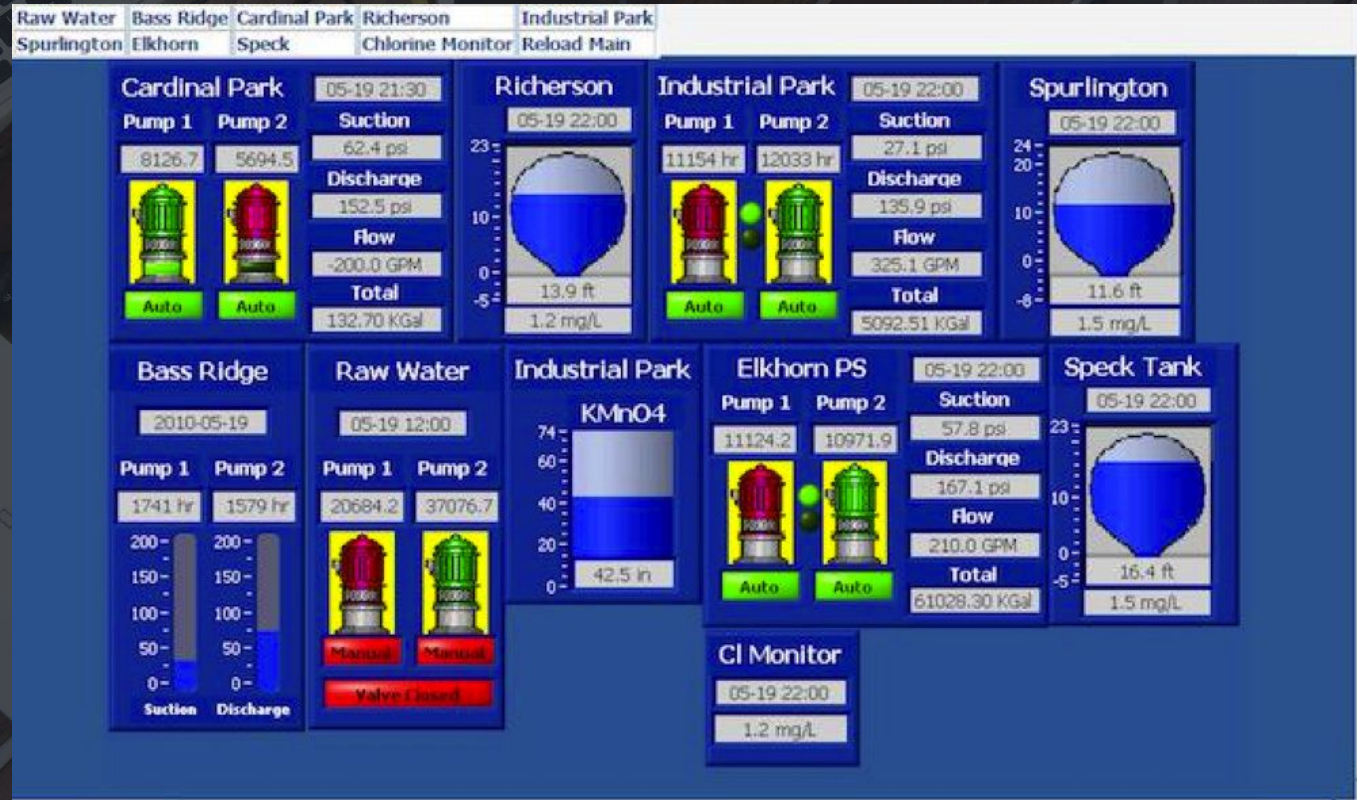 Raw Water Bass Ridge Cardinal Park Richerson Industrial Park
Spurlington Elkhorn Speck Chlorine Monitor Reload Main
Cardinal Park
05-19 21:30
Pump 1 Pump 2 Suction
8126.7 5694.5 62.4 psi
Discharge
152.5 psi
Flow
-200.0 GPM
Auto Auto Total
132.70 KGal
Richerson
05-19 22:00
23
10
0
-5
13.9 ft
1.2 mg/L
Industrial Park
05-19 22:00
Pump 1 Pump 2 Suction
11154 hr 12033 hr 27.1 psi
Discharge
135.9 psi
Flow
325.1 GPM
Auto Auto Total
5092.51 KGal
Spurlington
05-19 22:00
24
20
10
0
-8
11.6 ft
1.5 mg/L
Bass Ridge
2010-05-19
Pump 1 Pump 2
1741 hr 1579 hr
200 200
150 150
100 100
50 50
0 0
Suction Discharge
Raw Water
05-19 12:00
Pump 1 Pump 2
20684.2 37076.7
Manual Manual
Valve Closed
Industrial Park
KMnO4
74
60
40
20
0
42.5 in
Elkhorn PS
05-19 22:00
Pump 1 Pump 2 Suction
11124.2 10971.9 57.8 psi
Discharge
167.1 psi
Flow
210.0 GPM
Auto Auto Total
61028.30 KGal
Speck Tank
05-19 22:00
23
10
0
-5
16.4 ft
1.5 mg/L
Cl Monitor
05-19 22:00
1.2 mg/L